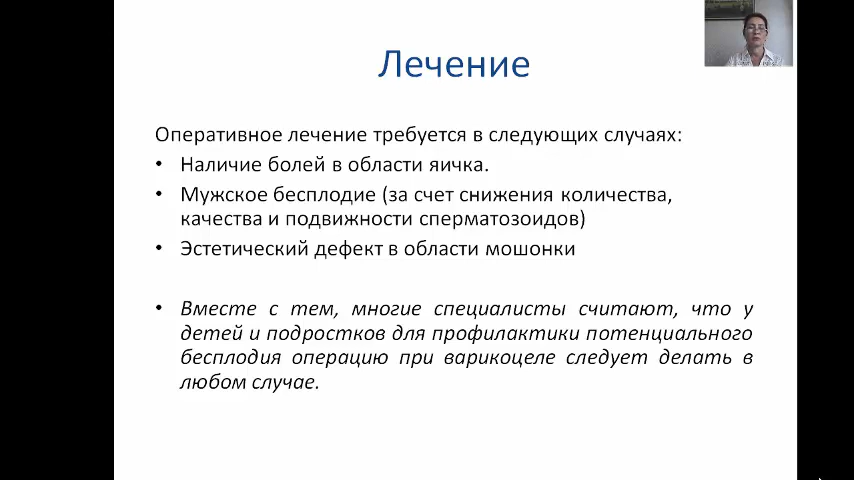 Лечение
Оперативное лечение требуется в следующих случаях:
• Наличие болей в области яичка.
• Мужское бесплодие (за счет снижения количества,
качества и подвижности сперматозоидов)
• Эстетический дефект в области мошонки
• Вместе с тем, многие специалисты считают, что у
детей и подростков для профилактики потенциального
бесплодия операцию при варикоцеле следует делать в
любом случае.